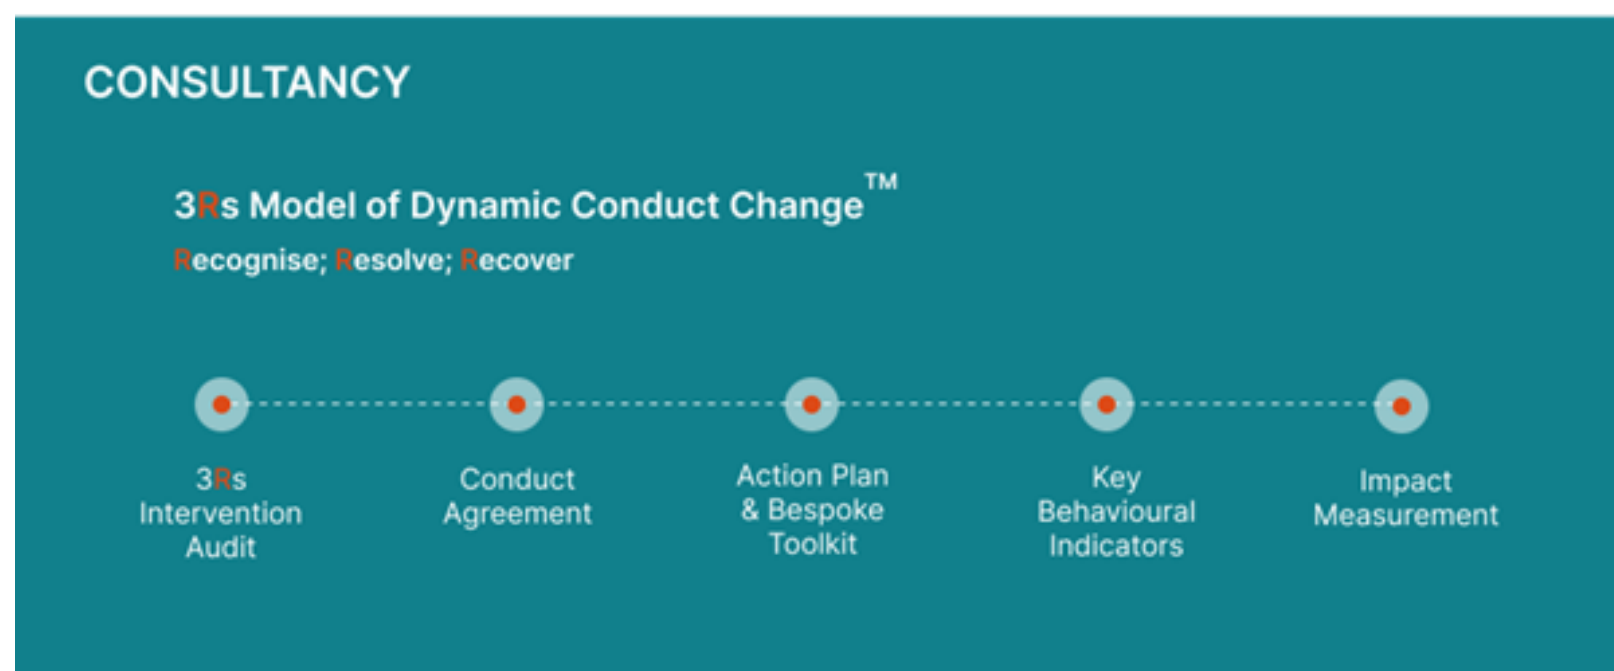 CONSULTANCY
3Rs Model of Dynamic Conduct Change™
Recognise; Resolve; Recover
3Rs
Intervention
Audit
Conduct
Agreement
Action Plan
& Bespoke
Toolkit
Key
Behavioural
Indicators
Impact
Measurement